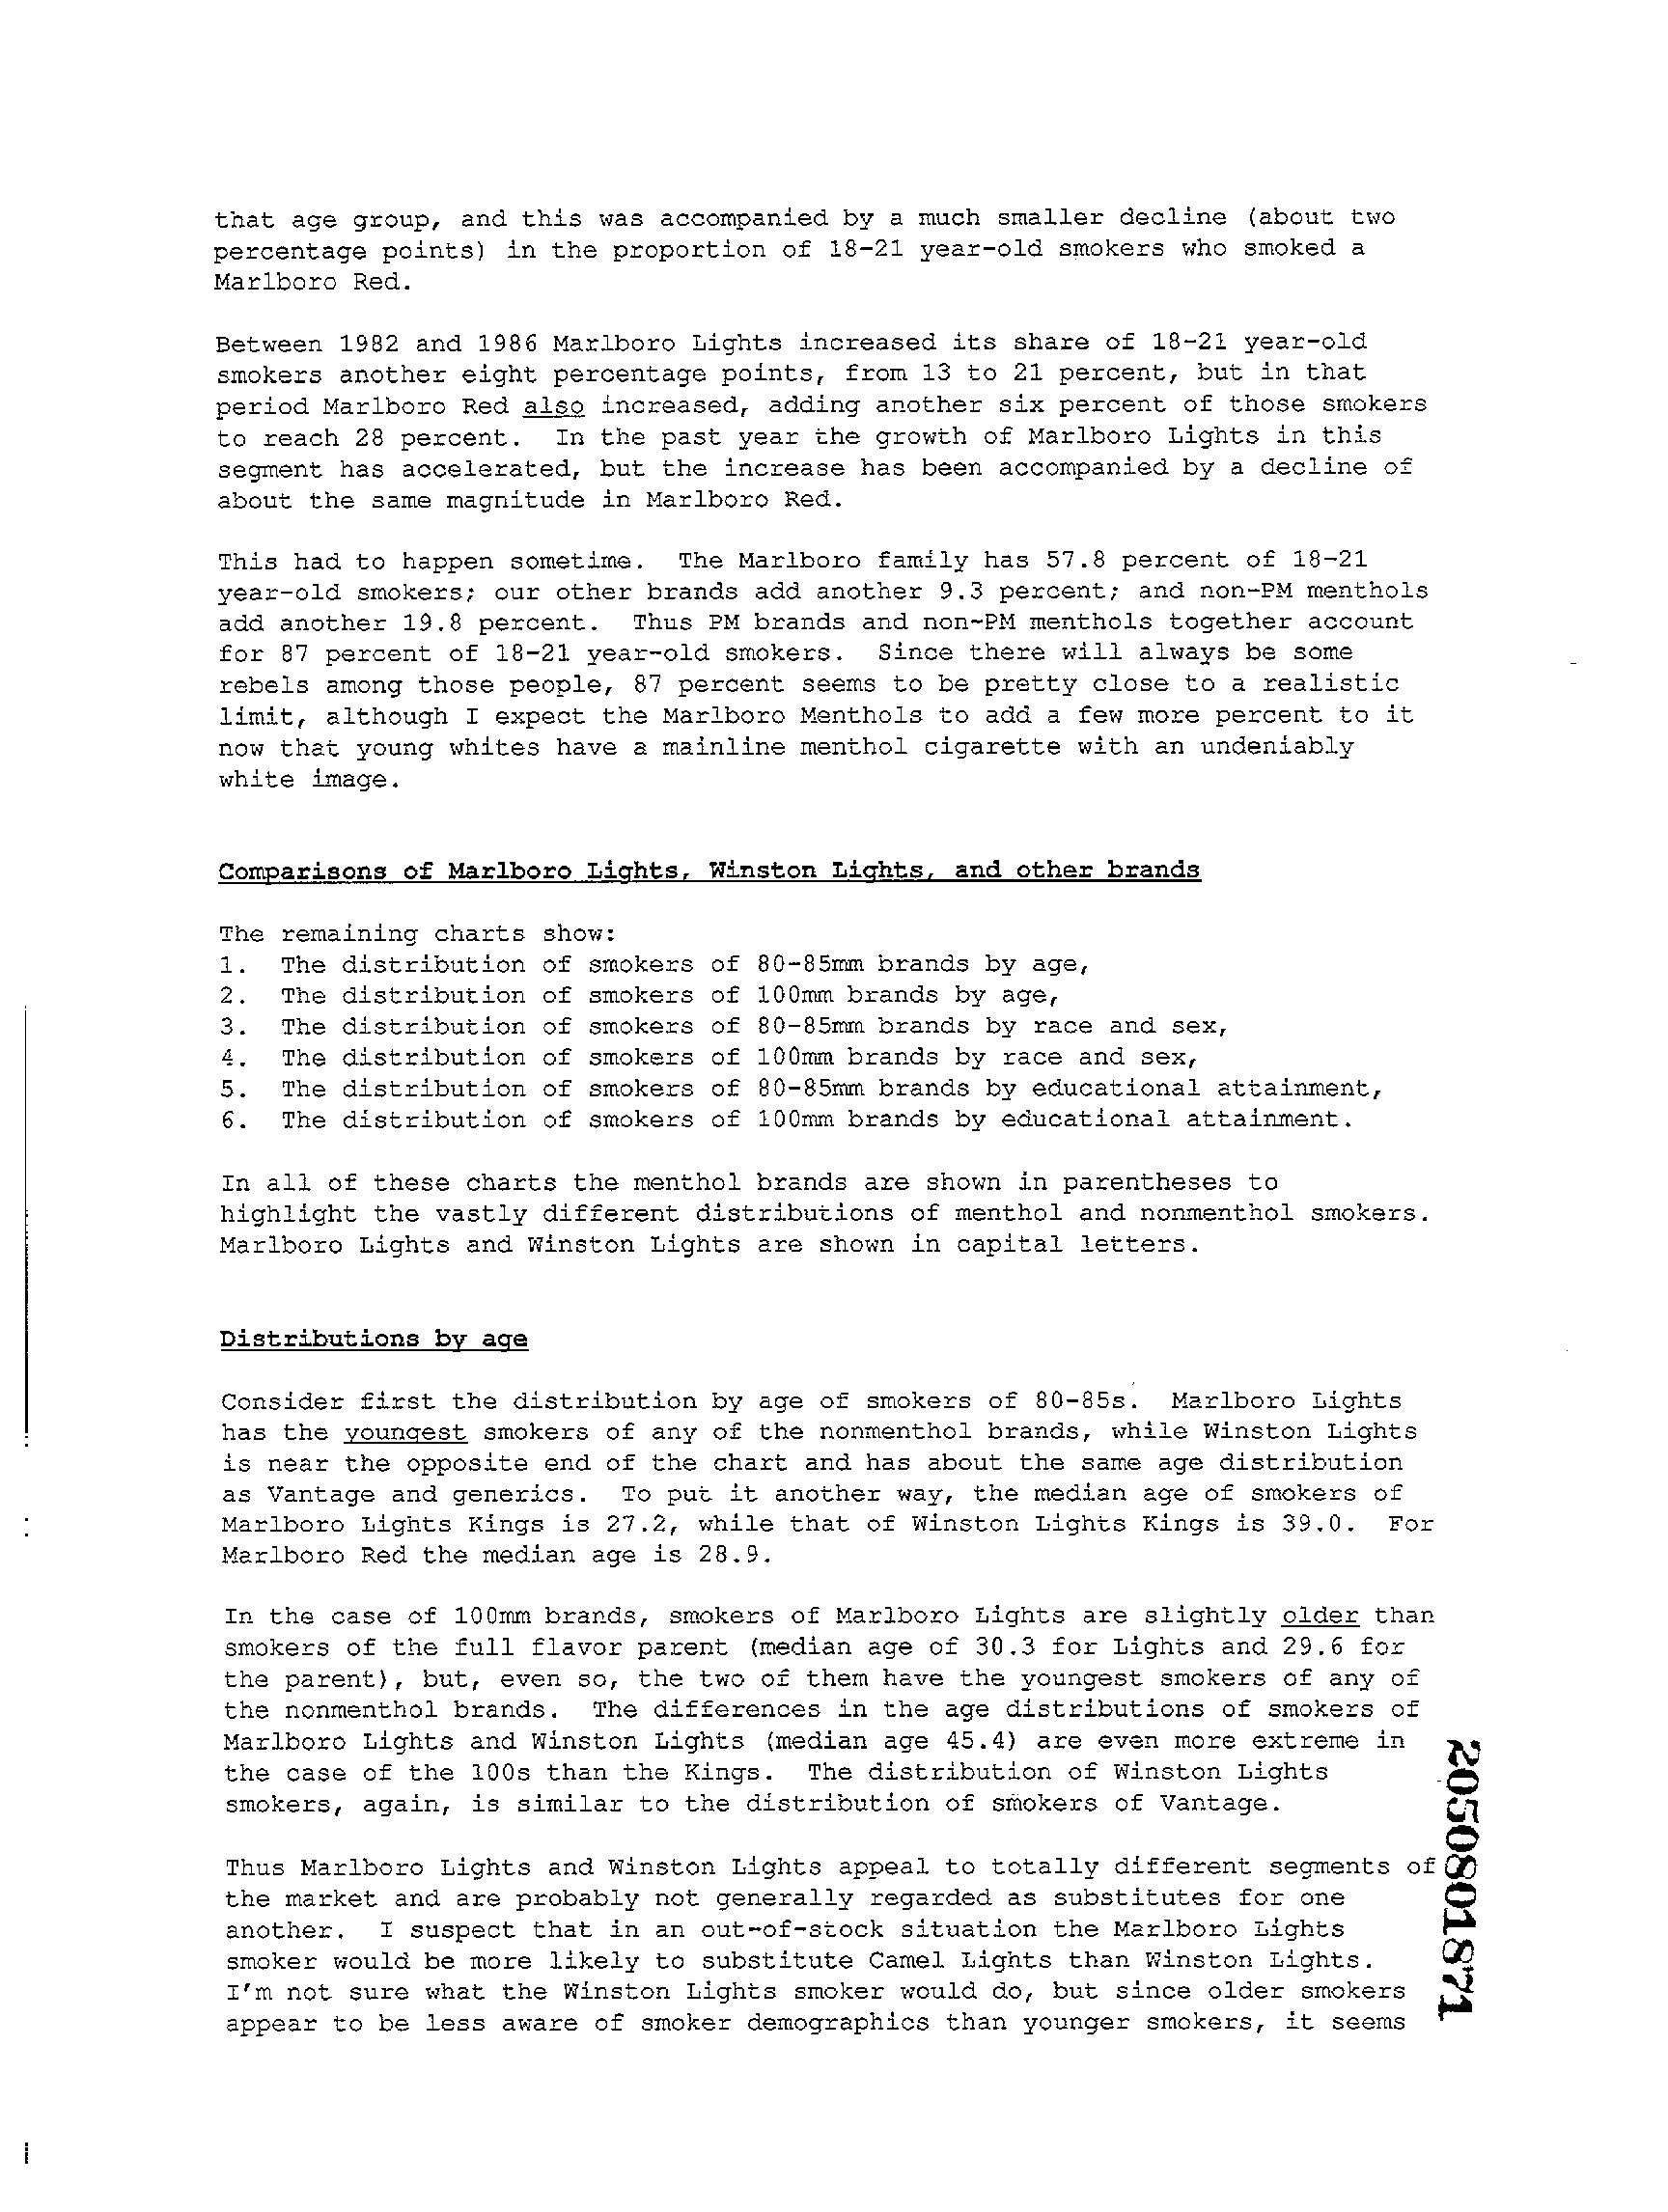 that age group, and this was accompanied by a much smaller decline (about two
percentage points) in the proportion of 18-21 year-old smokers who smoked a
Marlboro Red.
Between 1982 and 1986 Marlboro Lights increased its share of 18-21 year-old
smokers another eight percentage points, from 13 to 21 percent, but in that
period Marlboro Red also increased, adding another six percent of those smokers
to reach 28 percent. In the past year the growth of Marlboro Lights in this
segment has accelerated, but the increase has been accompanied by a decline of
about the same magnitude in Marlboro Red.
This had to happen sometime. The Marlboro family has 57.8 percent of 18-21
year-old smokers; our other brands add another 9.3 percent; and non-PM menthols
add another 19.8 percent. Thus PM brands and non-PM menthols together account
for 87 percent of 18-21 year-old smokers. Since there will always be some
rebels among those people, 87 percent seems to be pretty close to a realistic
limit, although I expect the Marlboro Menthols to add a few more percent to it
now that young whites have a mainline menthol cigarette with an undeniably
white image.
Comparisons of Marlboro Lights, Winston Lights, and other brands
The remaining charts show:
1. The distribution of smokers of 80-85mm brands by age,
2. The distribution of smokers of 100mm brands by age,
3. The distribution of smokers of 80-85mm brands by race and sex,
4. The distribution of smokers of 100mm brands by race and sex,
5. The distribution of smokers of 80-85mm brands by educational attainment,
6. The distribution of smokers of 100mm brands by educational attainment.
In all of these charts the menthol brands are shown in parentheses to
highlight the vastly different distributions of menthol and nonmenthol smokers.
Marlboro Lights and Winston Lights are shown in capital letters.
Distributions by age
Consider first the distribution by age of smokers of 80-85s. Marlboro Lights
has the youngest smokers of any of the nonmenthol brands, while Winston Lights
is near the opposite end of the chart and has about the same age distribution
as Vantage and generics. To put it another way, the median age of smokers of
Marlboro Lights Kings is 27.2, while that of Winston Lights Kings is 39.0. For
Marlboro Red the median age is 28.9.
In the case of 100mm brands, smokers of Marlboro Lights are slightly older than
smokers of the full flavor parent (median age of 30.3 for Lights and 29.6 for
the parent), but, even so, the two of them have the youngest smokers of any of
the nonmenthol brands. The differences in the age distributions of smokers of
Marlboro Lights and Winston Lights (median age 45.4) are even more extreme in
the case of the 100s than the Kings. The distribution of Winston Lights
smokers, again, is similar to the distribution of smokers of Vantage.
Thus Marlboro Lights and Winston Lights appeal to totally different segments of
the market and are probably not generally regarded as substitutes for one
another. I suspect that in an out-of-stock situation the Marlboro Lights
smoker would be more likely to substitute Camel Lights than Winston Lights.
I'm not sure what the Winston Lights smoker would do, but since older smokers
appear to be less aware of smoker demographics than younger smokers, it seems
2050801871